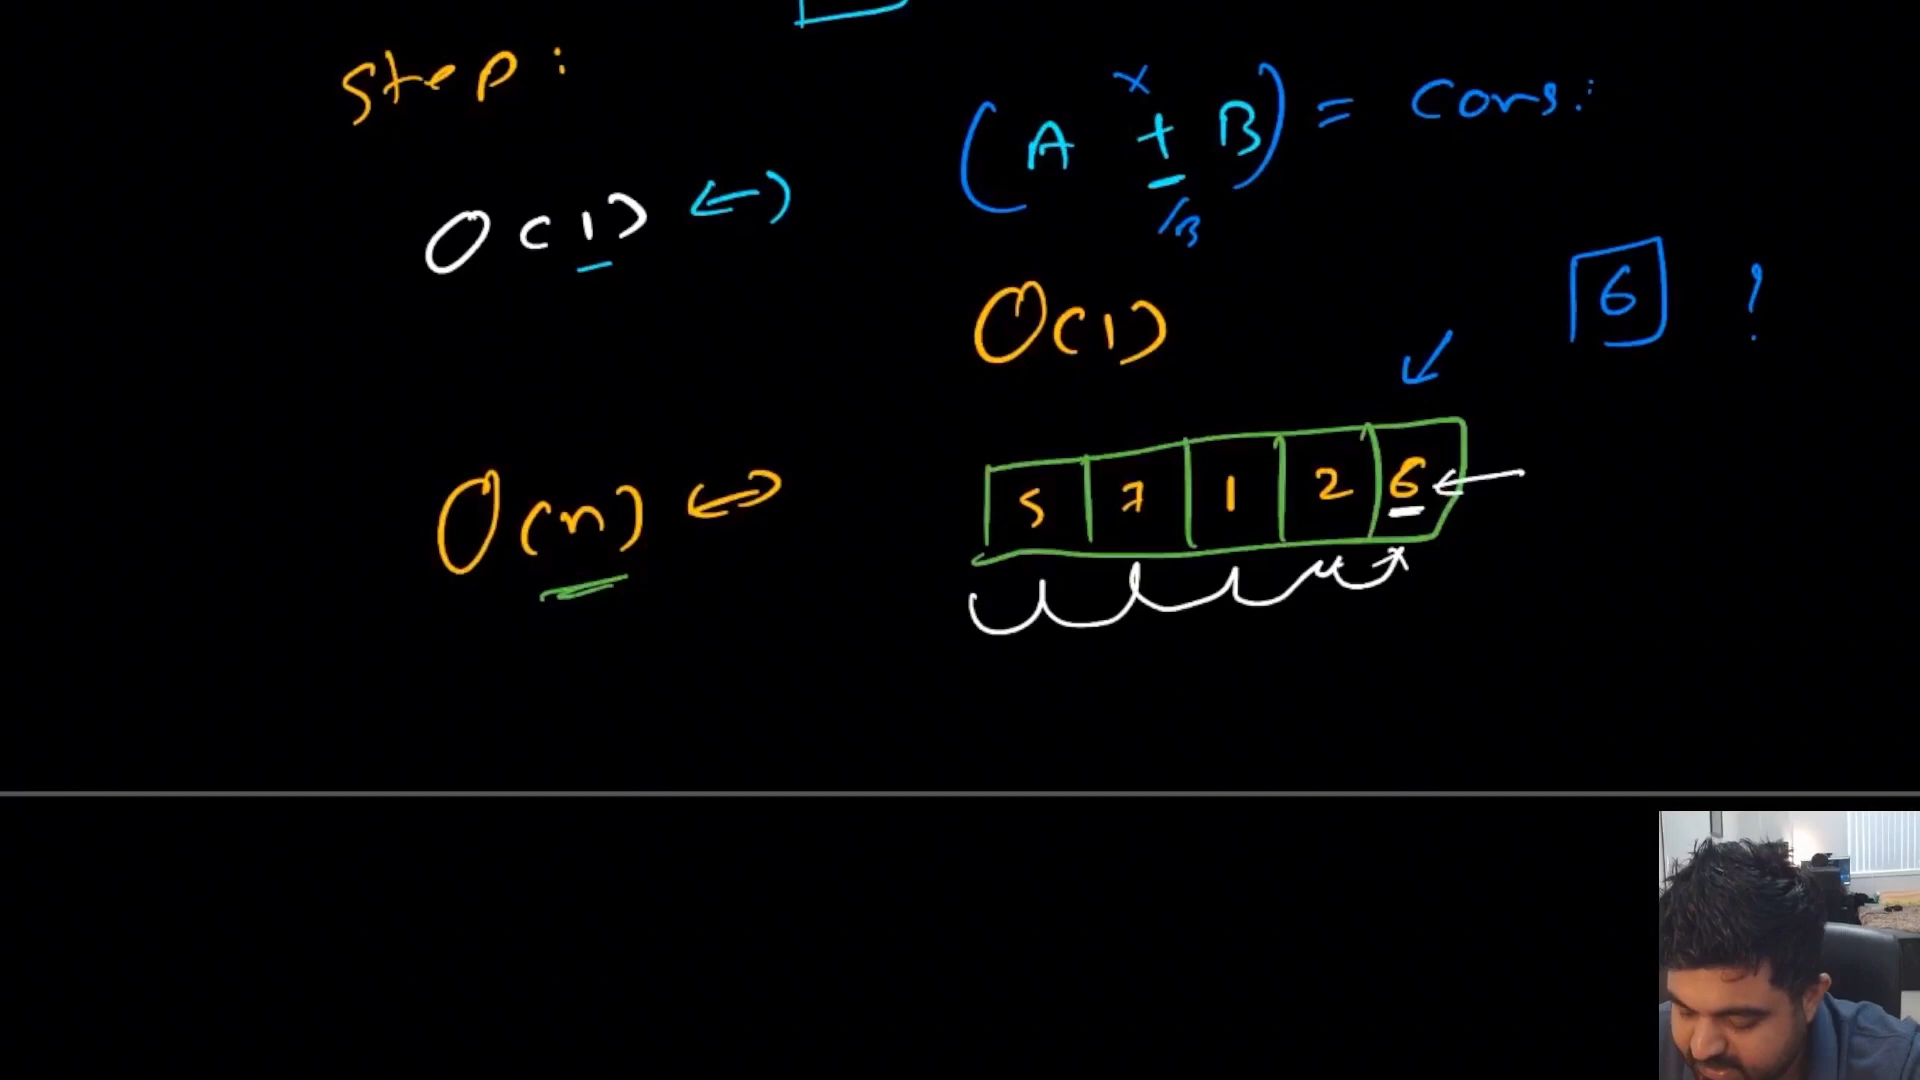 Step:
(A + B) = Cons.
x
/B
O(1) ↔
O(1)
6 ?
O(n) ↔
5 7 1 2 6